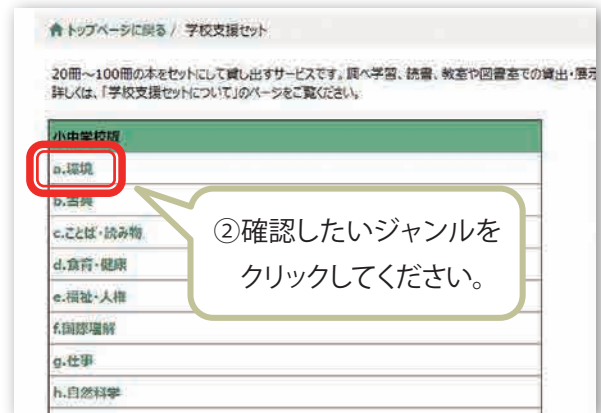 トップページに戻る / 学校支援セット
20冊～100冊の本をセットにして貸し出すサービスです。調べ学習、読書、教室や図書室での貸出・展示
詳しくは、「学校支援セットについて」のページをご覧ください。
小中学校版
a.環境
b.古典
c.ことば・読み物
d.食育・健康
e.福祉・人権
f.国際理解
g.仕事
h.自然科学
②確認したいジャンルを
クリックしてください。